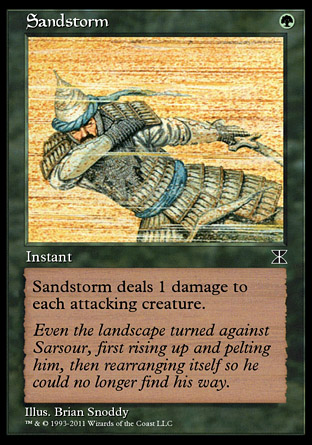 Sandstorm
Instant
Sandstorm deals 1 damage to
each attacking creature.
Even the landscape turned against
Sarsour, first rising up and pelting
him, then rearranging itself so he
could no longer find his way.
Illus. Brian Snoddy
™ & © 1993-2011 Wizards of the Coast LLC